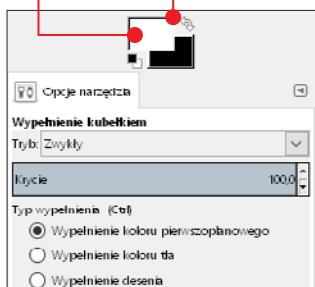 Opcje narzędzia
Wypełnienie kubełkiem
Tryb: Zwykły
Krycie 100,0
Typ wypełnienia (Ctrl)
Wypełnienie koloru pierwszoplanowego
Wypełnienie koloru tła
Wypełnienie desenia